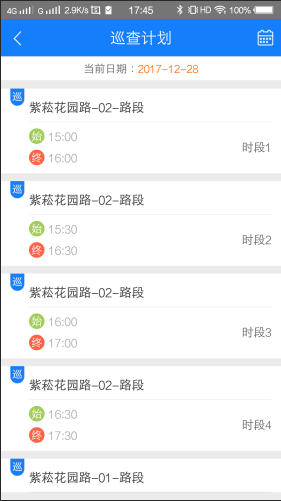 4G G 2.9K/s 17:45 HD 100%
巡查计划
当前日期：2017-12-28
巡
紫菘花园路-02-路段
始 15:00
时段1
终 16:00
巡
紫菘花园路-02-路段
始 15:30
时段2
终 16:30
巡
紫菘花园路-02-路段
始 16:00
时段3
终 17:00
巡
紫菘花园路-02-路段
始 16:30
时段4
终 17:30
巡
紫菘花园路-01-路段